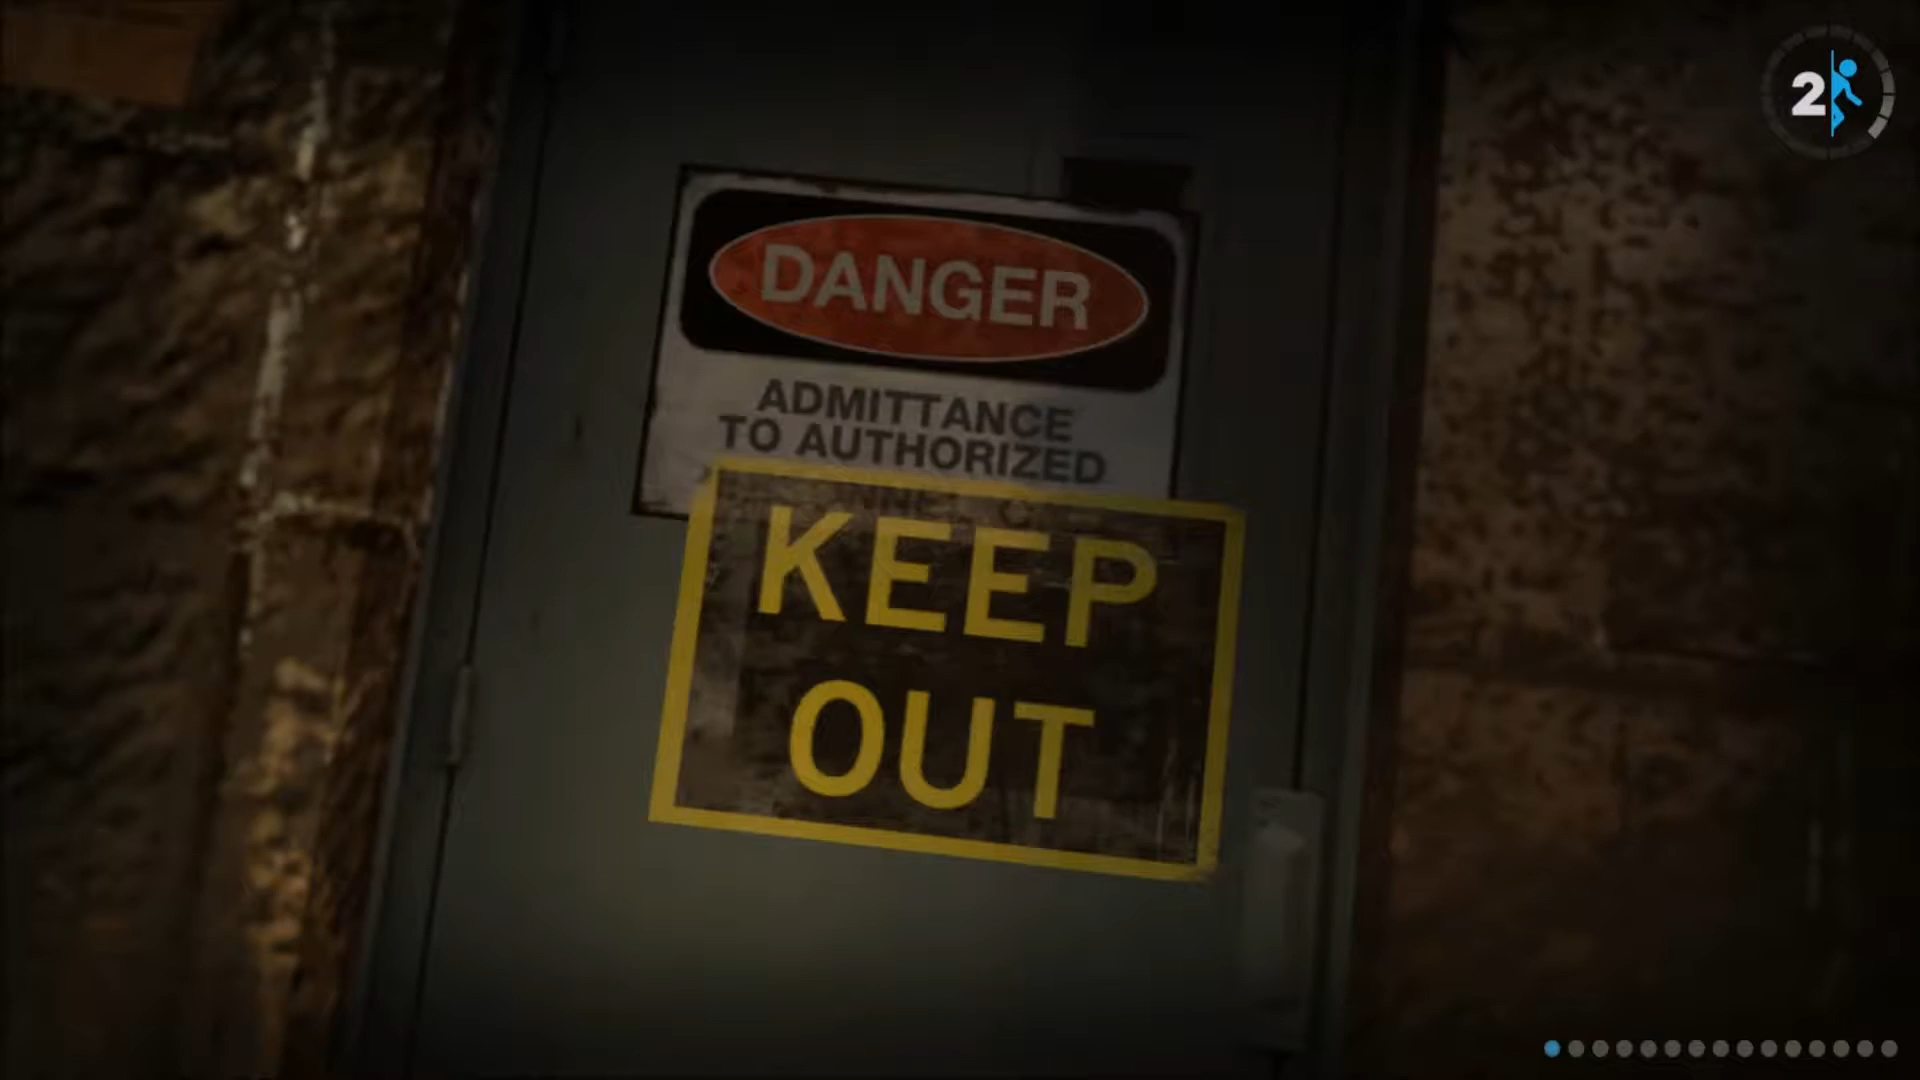 2
DANGER
ADMITTANCE
TO AUTHORIZED
KEEP
OUT